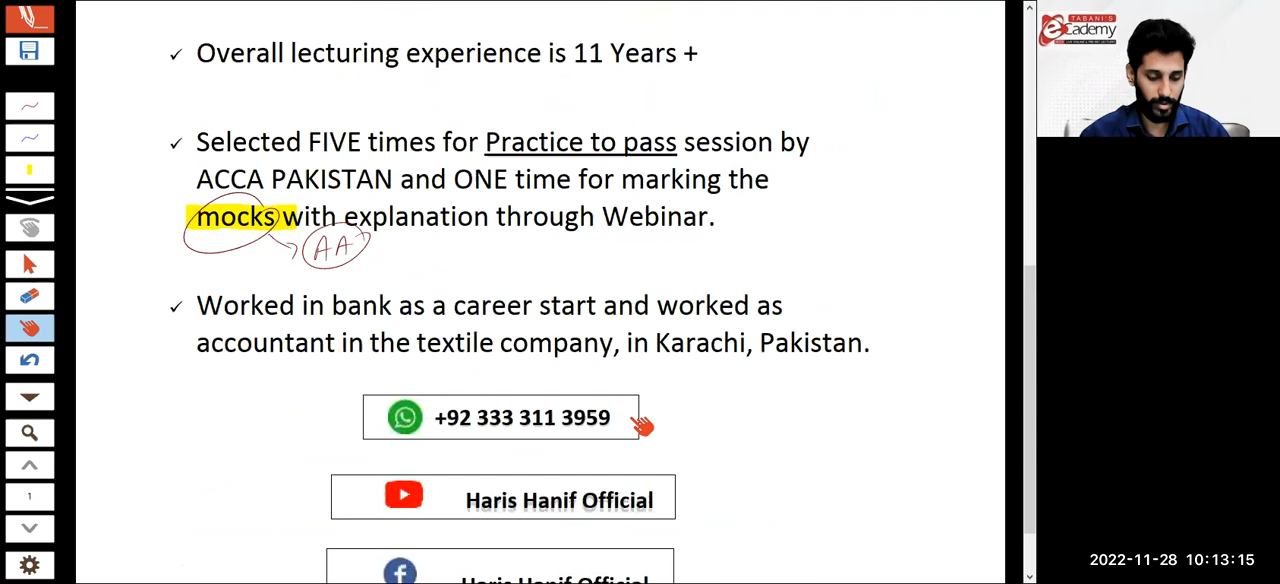 TABANI'S
eCademy
✓ Overall lecturing experience is 11 Years +
✓ Selected FIVE times for Practice to pass session by
ACCA PAKISTAN and ONE time for marking the
mocks with explanation through Webinar.
AA
✓ Worked in bank as a career start and worked as
accountant in the textile company, in Karachi, Pakistan.
+92 333 311 3959
Haris Hanif Official
Haris Hanif Official
1
2022-11-28 10:13:15